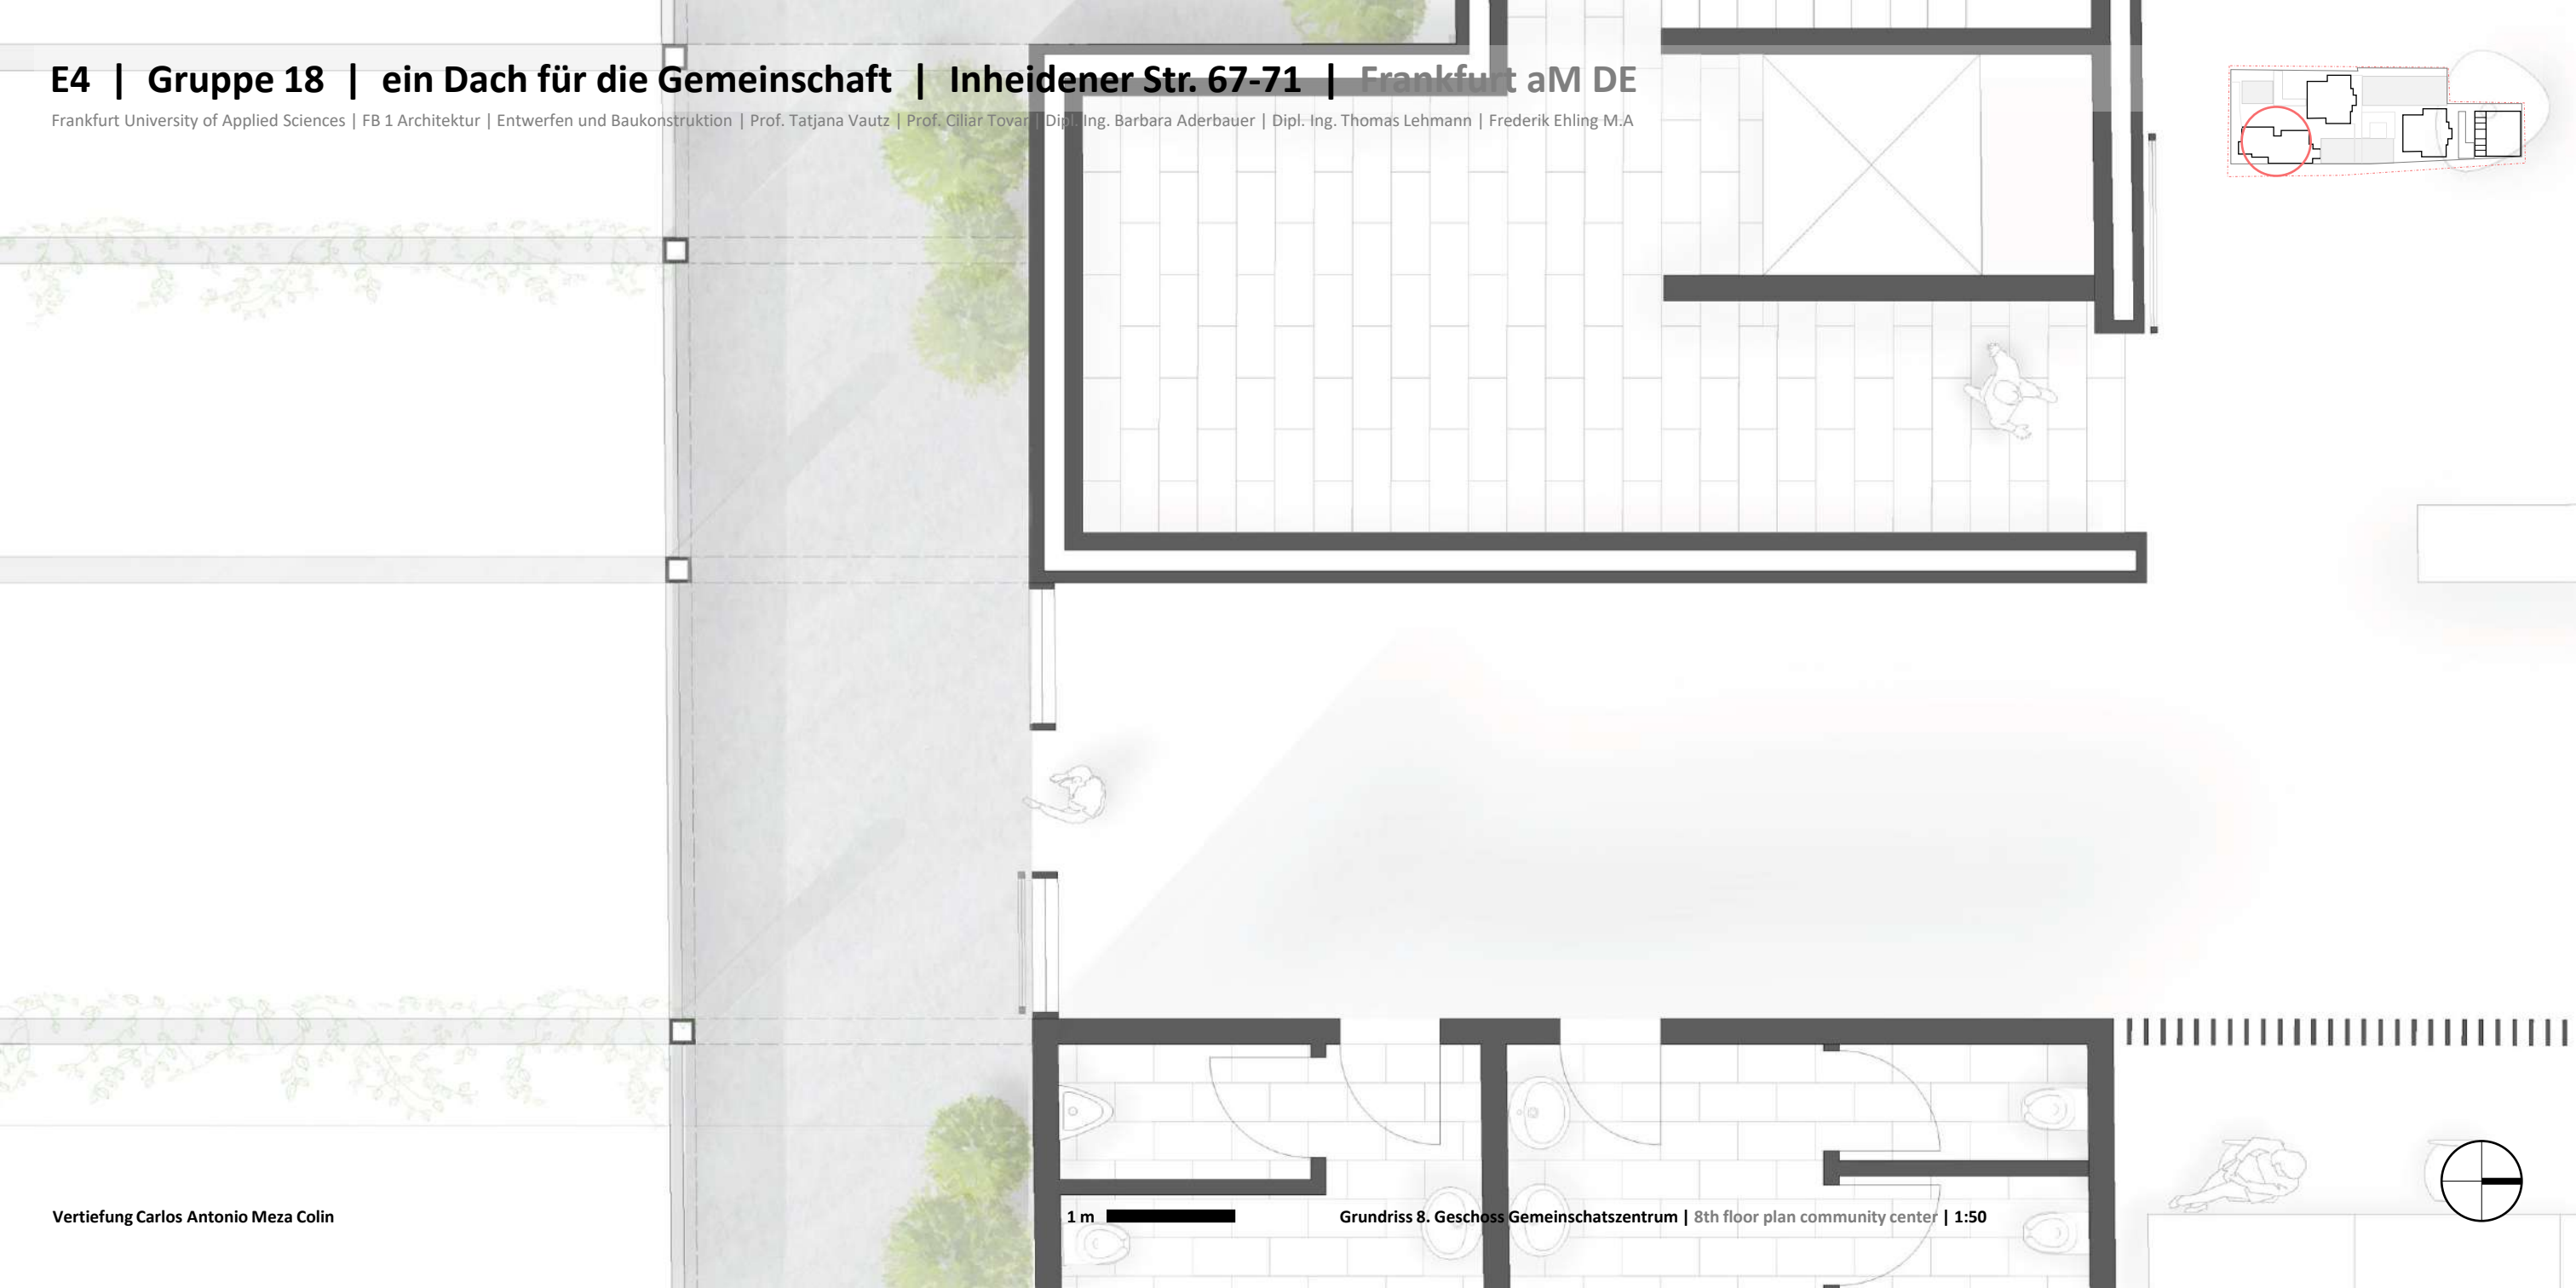 E4 | Gruppe 18 | ein Dach für die Gemeinschaft | Inheidener Str. 67-71 | Frankfurt aM DE
Frankfurt University of Applied Sciences | FB 1 Architektur | Entwerfen und Baukonstruktion | Prof. Tatjana Vautz | Prof. Ciliar Tovar | Dipl. Ing. Barbara Aderbauer | Dipl. Ing. Thomas Lehmann | Frederik Ehling M.A
Vertiefung Carlos Antonio Meza Colin
1 m
Grundriss 8. Geschoss Gemeinschatszentrum | 8th floor plan community center | 1:50